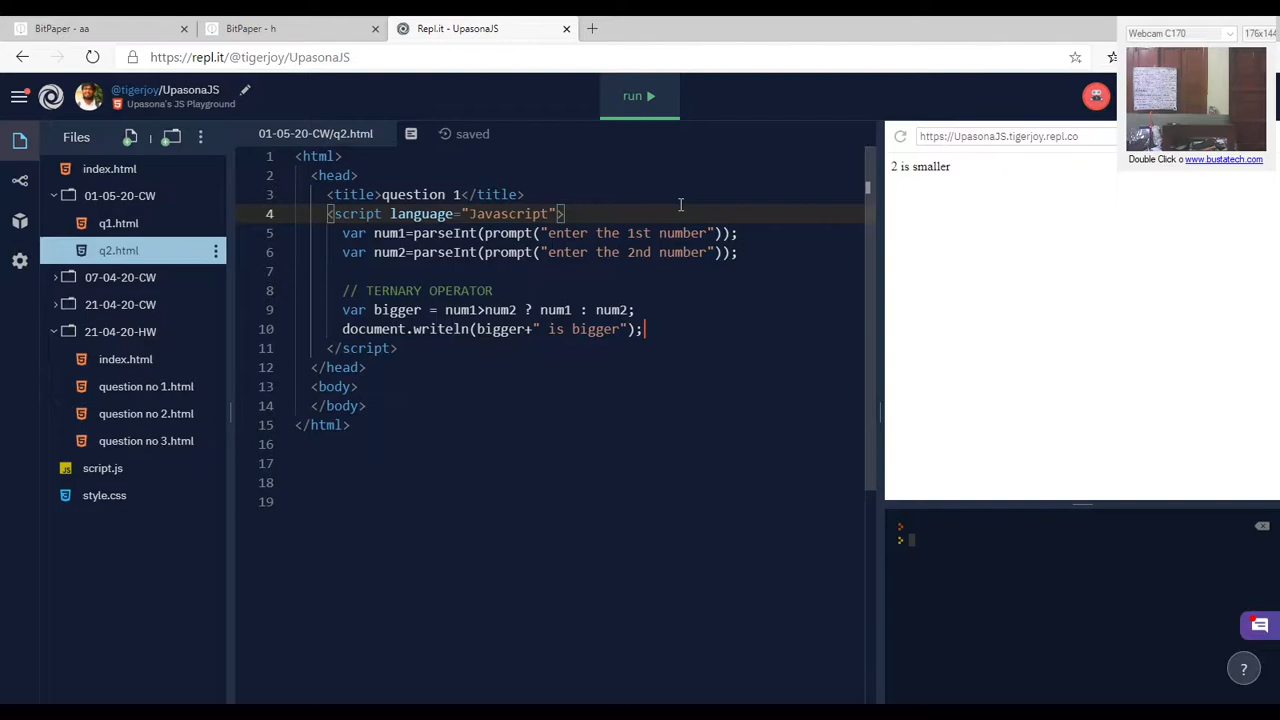 BitPaper - aa
BitPaper - h
Repl.it - UpasonaJS
Webcam C170
176x144
https://repl.it/@tigerjoy/UpasonaJS
@tigerjoy/UpasonaJS
Upasona's JS Playground
run
Double Click o www.bustatech.com
Files
01-05-20-CW/q2.html
saved
https://UpasonaJS.tigerjoy.repl.co
index.html
01-05-20-CW
q1.html
q2.html
07-04-20-CW
21-04-20-CW
21-04-20-HW
index.html
question no 1.html
question no 2.html
question no 3.html
script.js
style.css
1 <html>
2 <head>
3 <title>question 1</title>
4 <script language="Javascript">
5 var num1=parseInt(prompt("enter the 1st number"));
6 var num2=parseInt(prompt("enter the 2nd number"));
7
8 // TERNARY OPERATOR
9 var bigger = num1>num2 ? num1 : num2;
10 document.writeln(bigger+" is bigger");
11 </script>
12 </head>
13 <body>
14 </body>
15 </html>
16
17
18
19
2 is smaller
?